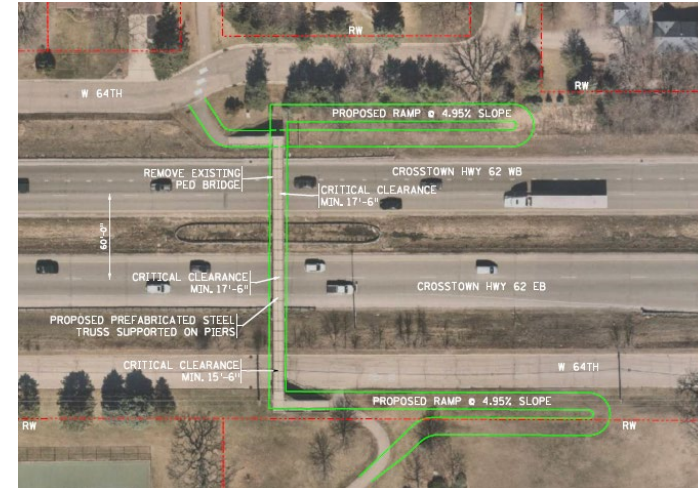 RW
RW
W 64TH
PROPOSED RAMP @ 4.95% SLOPE
REMOVE EXISTING
PED BRIDGE
CROSSTOWN HWY 62 WB
CRITICAL CLEARANCE
MIN. 17'-6"
60'-0"
CRITICAL CLEARANCE
MIN. 17'-6"
CROSSTOWN HWY 62 EB
PROPOSED PREFABRICATED STEEL
TRUSS SUPPORTED ON PIERS
CRITICAL CLEARANCE
MIN. 15'-6"
W 64TH
PROPOSED RAMP @ 4.95% SLOPE
RW
RW